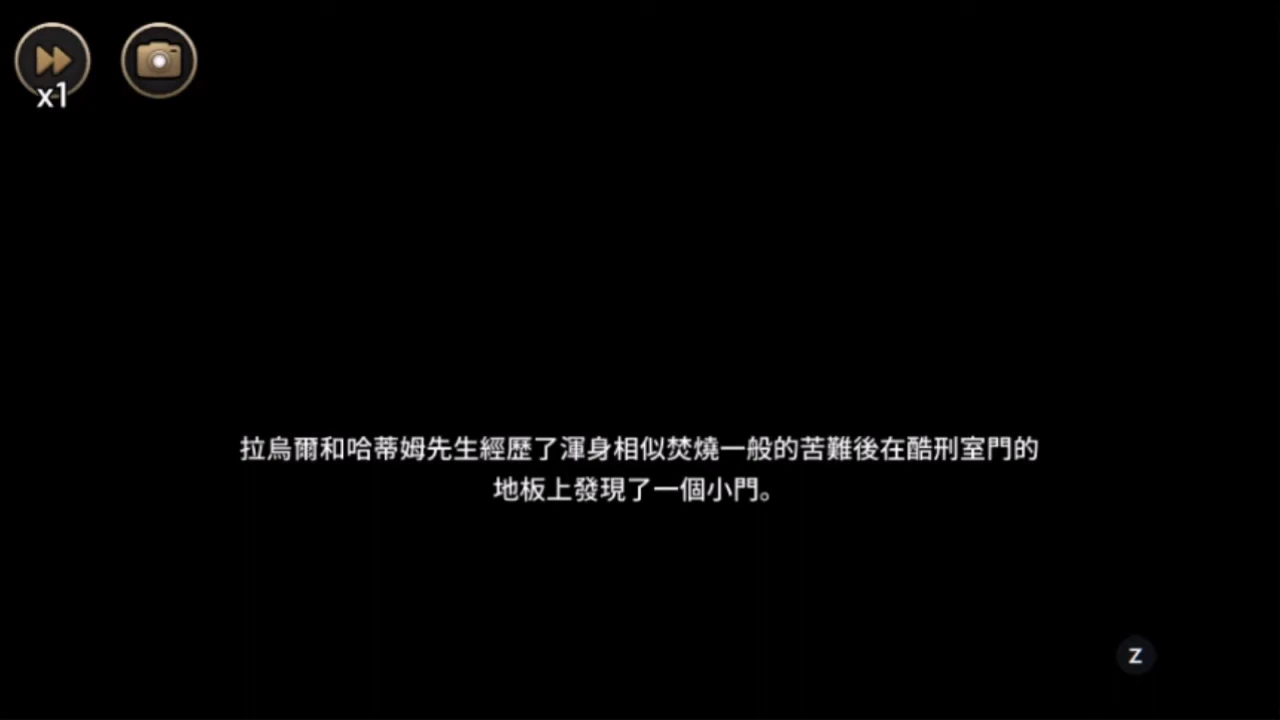 x1
拉烏爾和哈蒂姆先生經歷了渾身相似焚燒一般的苦難後在酷刑室門的
地板上發現了一個小門。
Z